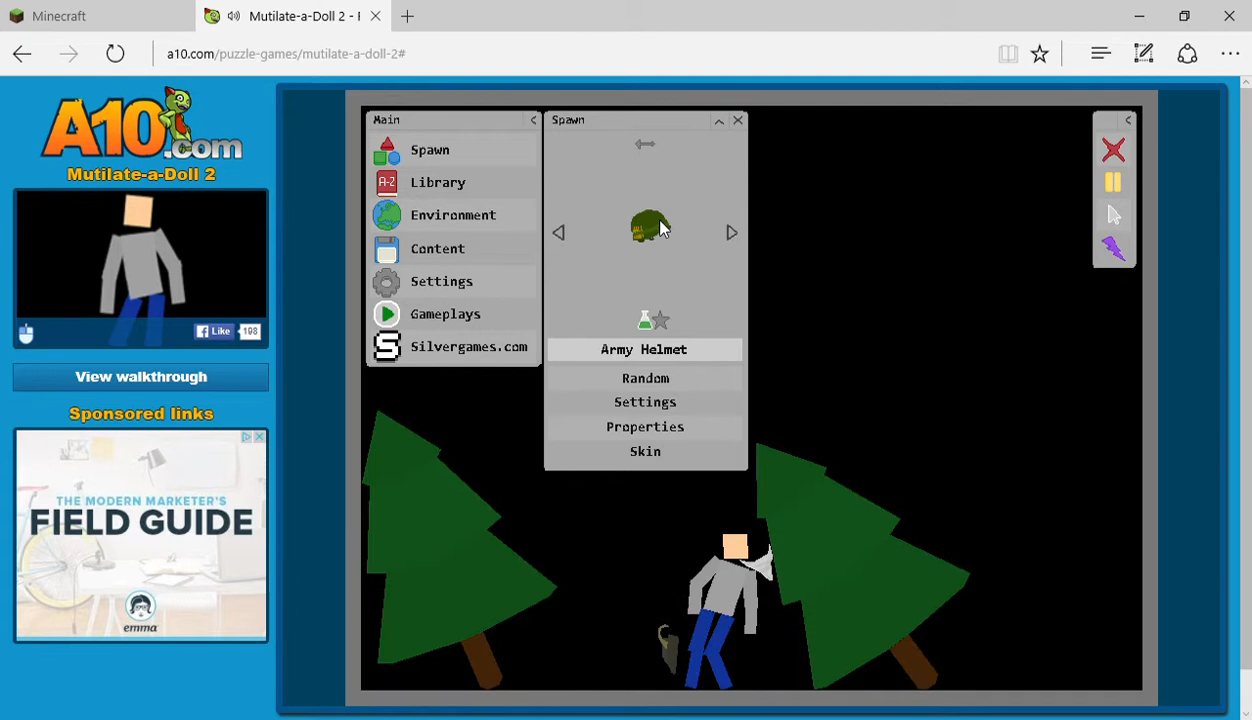 Minecraft
Mutilate-a-Doll 2 - F
a10.com/puzzle-games/mutilate-a-doll-2#
A10.com
Mutilate-a-Doll 2
Like 198
View walkthrough
Sponsored links
THE MODERN MARKETER'S
FIELD GUIDE
emma
Main <
Spawn
A-Z Library
Environment
Content
Settings
Gameplays
S Silvergames.com
Spawn
Army Helmet
Random
Settings
Properties
Skin
<